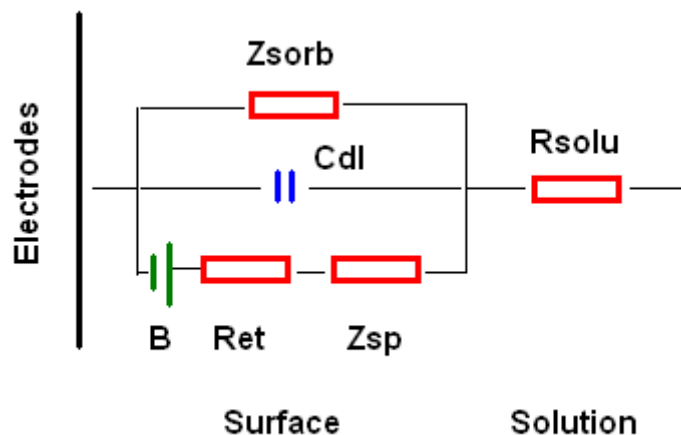 Electrodes
Zsorb
Cdl
Rsolu
B Ret Zsp
Surface Solution